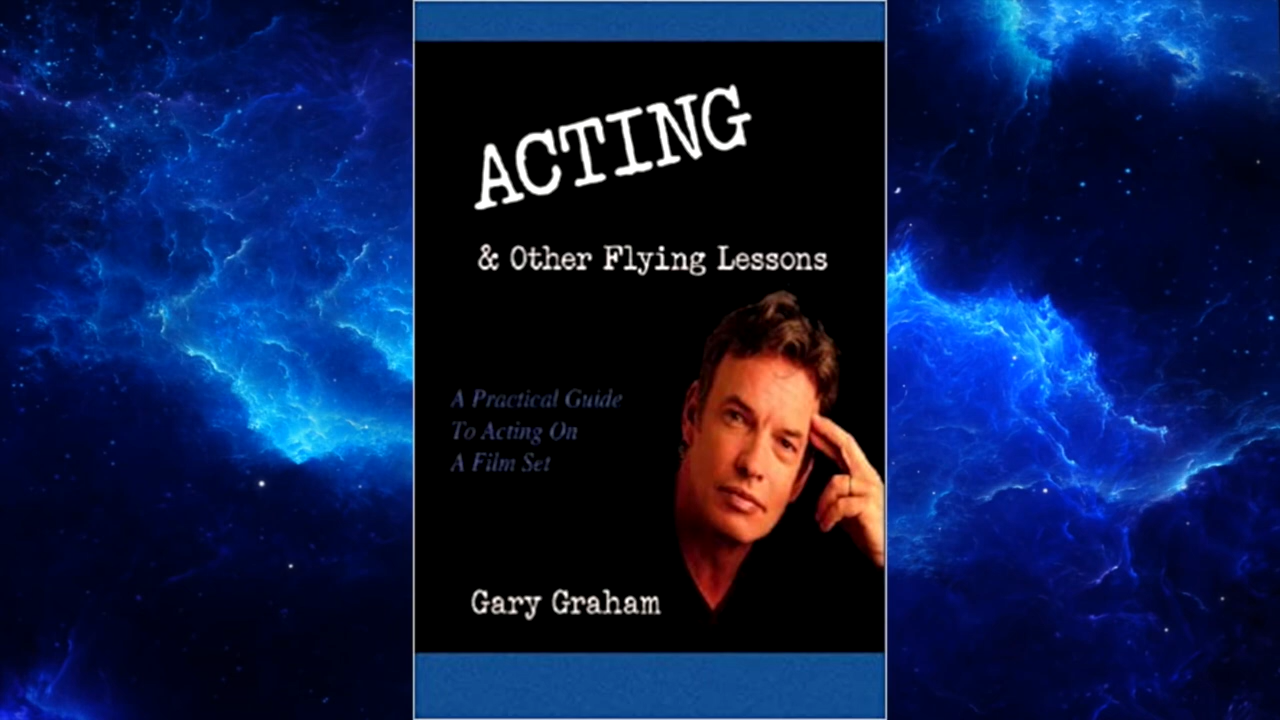 ACTING
& Other Flying Lessons
A Practical Guide
To Acting On
A Film Set
Gary Graham